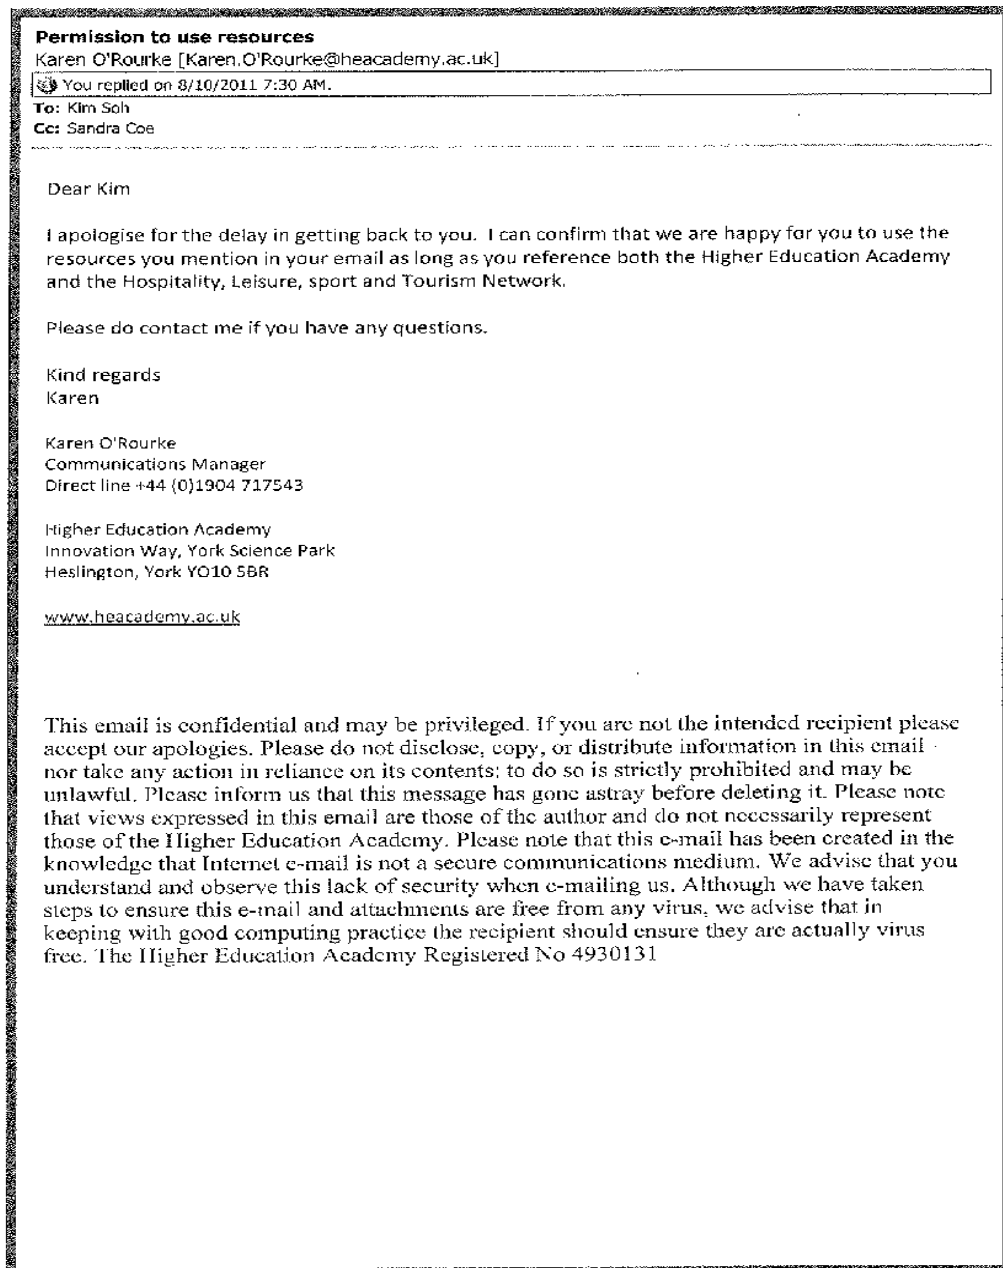 Permission to use resources
Karen O'Rourke [Karen.O'Rourke@heacademy.ac.uk]
You replied on 8/10/2011 7:30 AM.
To: Kim Soh
Cc: Sandra Coe
Dear Kim
I apologise for the delay in getting back to you. I can confirm that we are happy for you to use the
resources you mention in your email as long as you reference both the Higher Education Academy
and the Hospitality, Leisure, sport and Tourism Network.
Please do contact me if you have any questions.
Kind regards
Karen
Karen O'Rourke
Communications Manager
Direct line +44 (0)1904 717543
Higher Education Academy
Innovation Way, York Science Park
Heslington, York YO10 5BR
www.heacademy.ac.uk
This email is confidential and may be privileged. If you are not the intended recipient please
accept our apologies. Please do not disclose, copy, or distribute information in this email
nor take any action in reliance on its contents: to do so is strictly prohibited and may be
unlawful. Please inform us that this message has gone astray before deleting it. Please note
that views expressed in this email are those of the author and do not necessarily represent
those of the Higher Education Academy. Please note that this e-mail has been created in the
knowledge that Internet e-mail is not a secure communications medium. We advise that you
understand and observe this lack of security when e-mailing us. Although we have taken
steps to ensure this e-mail and attachments are free from any virus, we advise that in
keeping with good computing practice the recipient should ensure they are actually virus
free. The Higher Education Academy Registered No 4930131